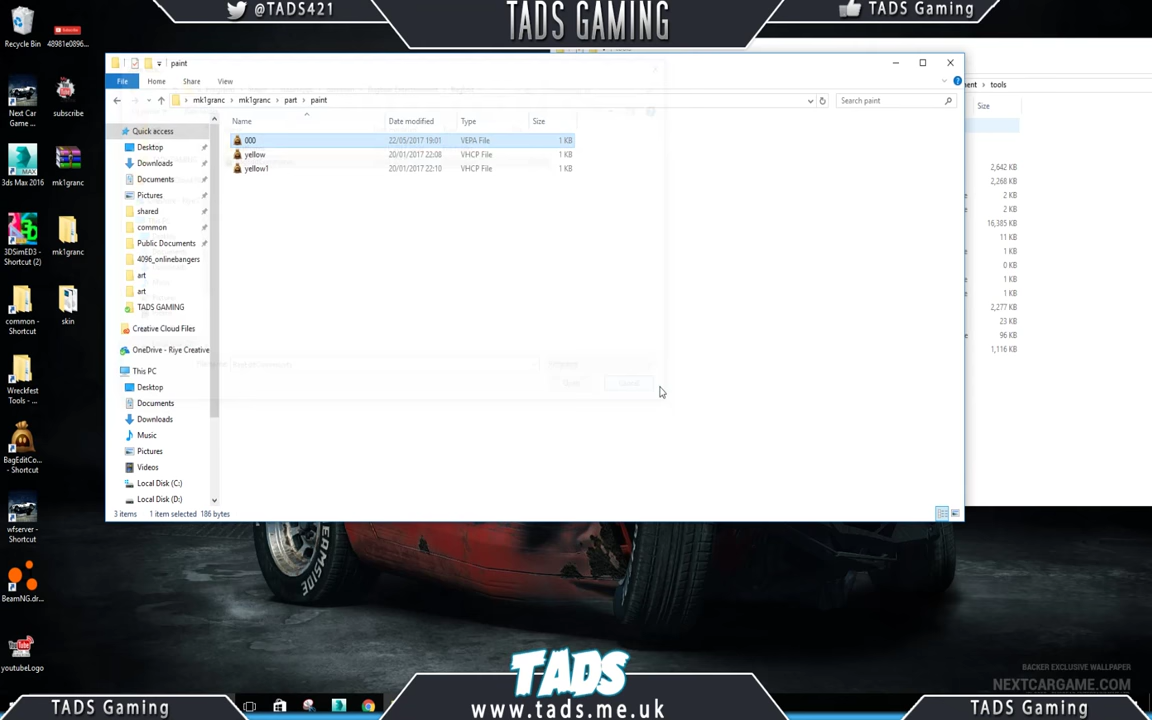 @TADS421
TADS GAMING
TADS Gaming
Recycle Bin
48981e0896...
Next Car
Game ...
subscribe
3ds Max 2016
mk1granc
3DSimED3 -
Shortcut (2)
mk1granc
common -
Shortcut
skin
Wreckfest
Tools - ...
BagEditCo...
- Shortcut
wfserver -
Shortcut
BeamNG.dr...
youtubeLogo
paint
File
Home
Share
View
mk1granc > mk1granc > part > paint
Search paint
Name
Date modified
Type
Size
000
22/05/2017 19:01
VEPA File
1 KB
yellow
20/01/2017 22:08
VHCP File
1 KB
yellow1
20/01/2017 22:10
VHCP File
1 KB
Quick access
Desktop
Downloads
Documents
Pictures
shared
common
Public Documents
4096_onlinebangers
art
art
TADS GAMING
Creative Cloud Files
OneDrive - Riye Creative
This PC
Desktop
Documents
Downloads
Music
Pictures
Videos
Local Disk (C:)
Local Disk (D:)
3 items
1 item selected
186 bytes
ment > tools
Size
2,642 KB
2,268 KB
2 KB
2 KB
16,385 KB
11 KB
1 KB
0 KB
1 KB
1 KB
2,277 KB
23 KB
96 KB
1,116 KB
BEAMSIDE
BACKER EXCLUSIVE WALLPAPER
NEXTCARGAME.COM
TADS
TADS Gaming
www.tads.me.uk
TADS Gaming